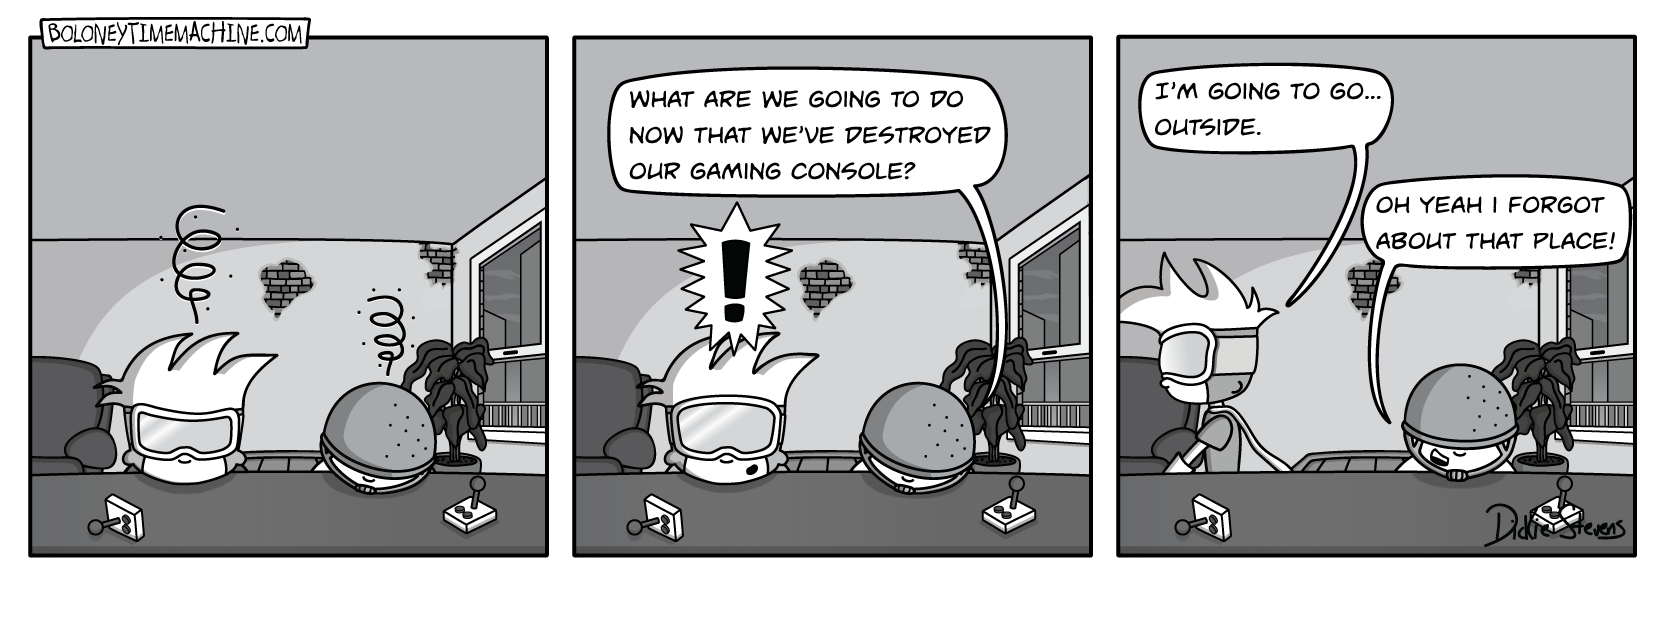 BOLONEYTIMEMACHINE.COM
WHAT ARE WE GOING TO DO
NOW THAT WE'VE DESTROYED
OUR GAMING CONSOLE?
!
I'M GOING TO GO...
OUTSIDE.
OH YEAH I FORGOT
ABOUT THAT PLACE!
Dickie Stevens